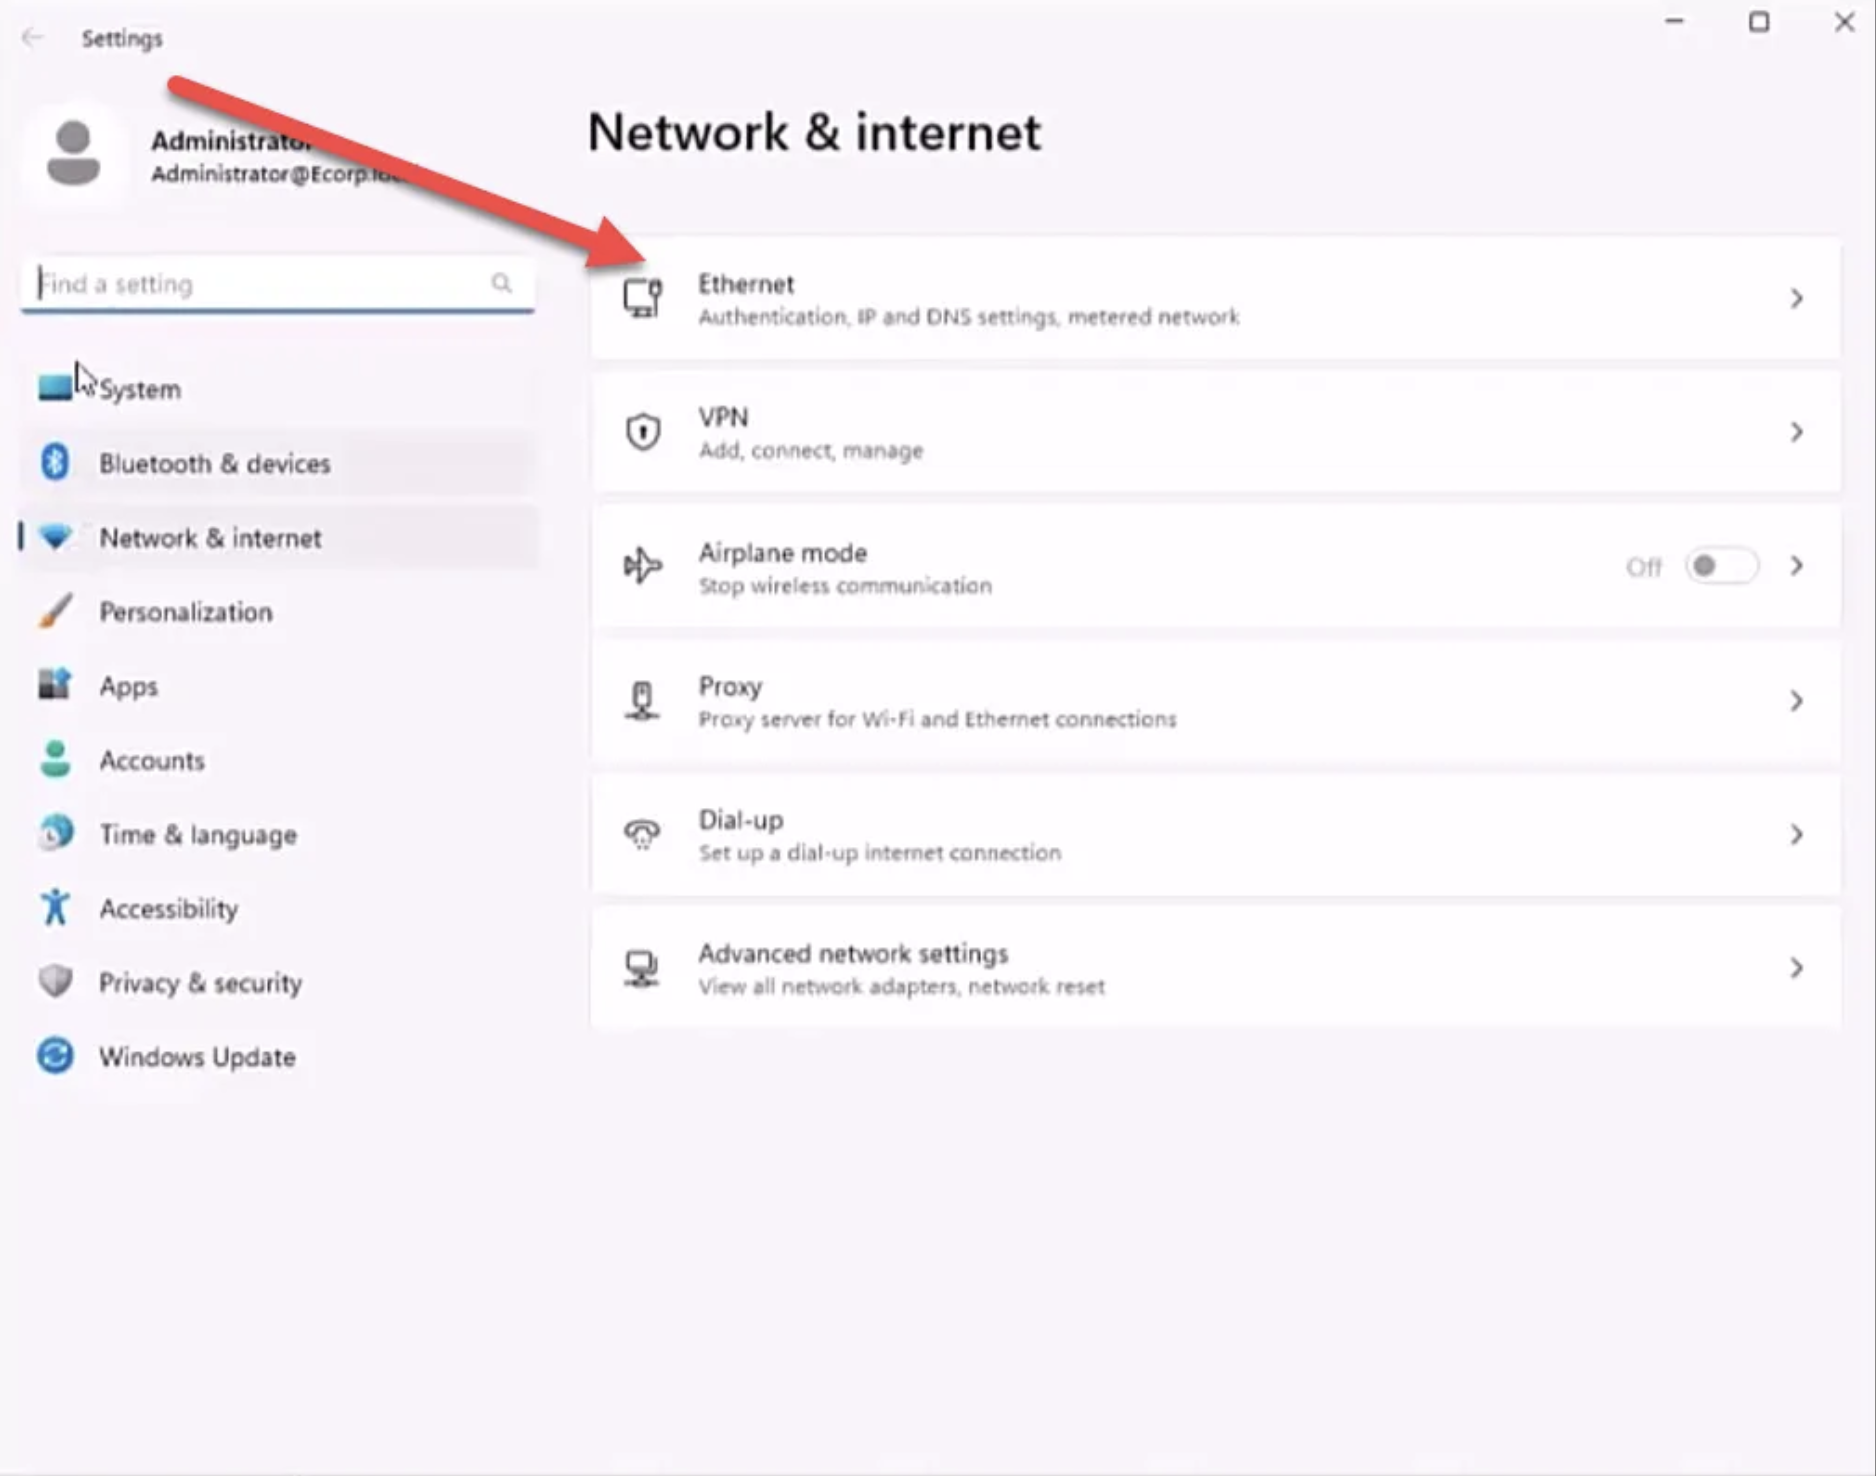 Settings
Administrator
Administrator@Ecorp.
Find a setting
System
Bluetooth & devices
Network & internet
Personalization
Apps
Accounts
Time & language
Accessibility
Privacy & security
Windows Update
Network & internet
Ethernet
Authentication, IP and DNS settings, metered network
VPN
Add, connect, manage
Airplane mode
Stop wireless communication
Off
Proxy
Proxy server for Wi-Fi and Ethernet connections
Dial-up
Set up a dial-up internet connection
Advanced network settings
View all network adapters, network reset